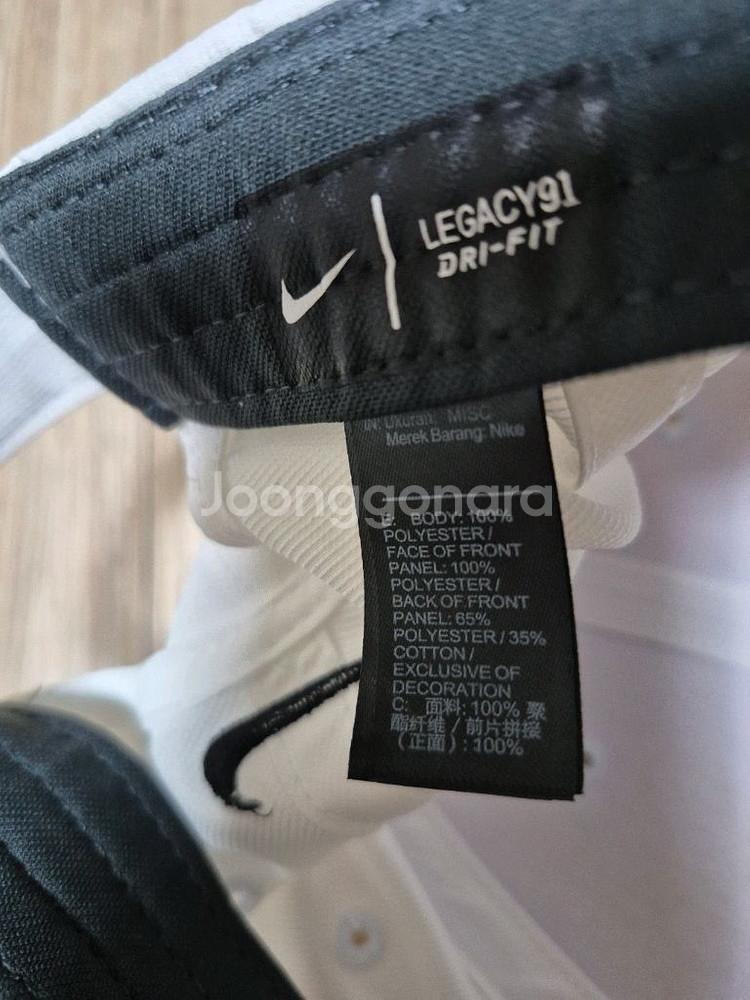 LEGACY91
DRI-FIT
IN: Ukuran: MISC
Merek Barang: Nike
Joonggonara
E: BODY: 100%
POLYESTER /
FACE OF FRONT
PANEL: 100%
POLYESTER /
BACK OF FRONT
PANEL: 65%
POLYESTER / 35%
COTTON /
EXCLUSIVE OF
DECORATION
C: 面料: 100% 聚
酯纤维 / 前片拼接
(正面) : 100%